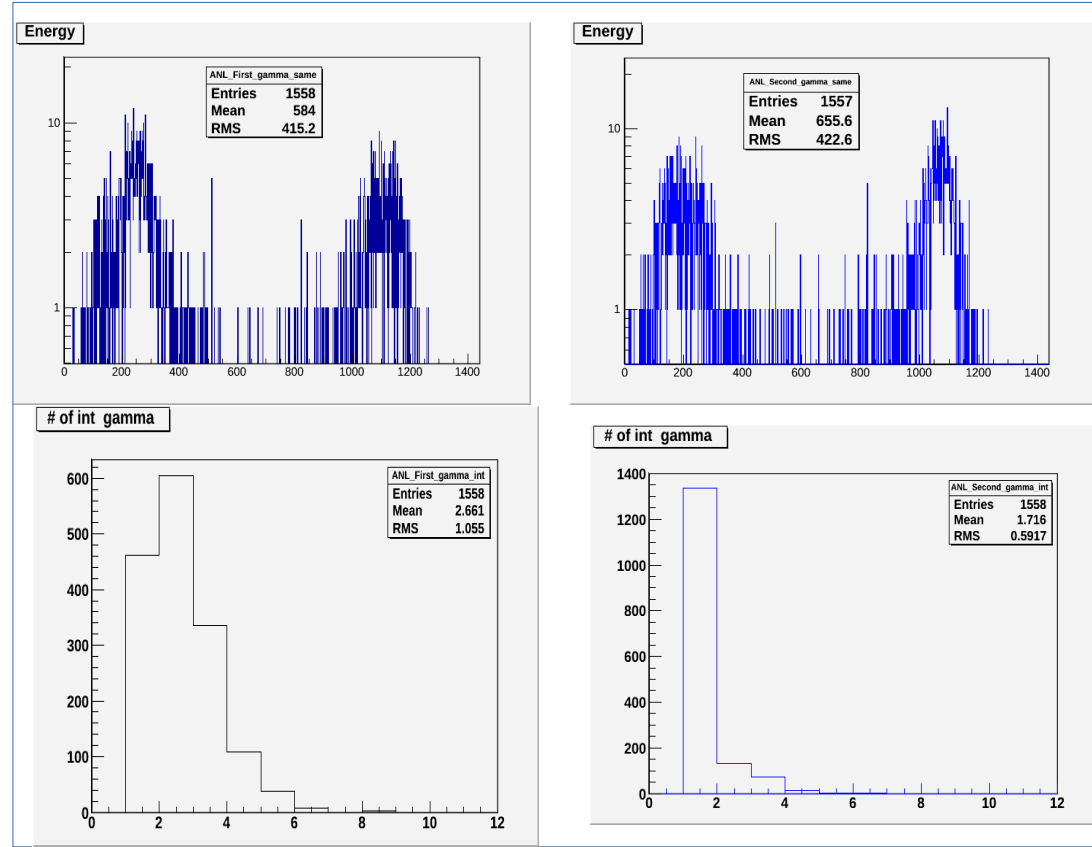 Energy
ANL_First_gamma_same
Entries 1558
Mean 584
RMS 415.2
10
1
0 200 400 600 800 1000 1200 1400
Energy
ANL_Second_gamma_same
Entries 1557
Mean 655.6
RMS 422.6
10
1
0 200 400 600 800 1000 1200 1400
# of int gamma
ANL_First_gamma_int
Entries 1558
Mean 2.661
RMS 1.055
600
500
400
300
200
100
0
0 2 4 6 8 10 12
# of int gamma
ANL_Second_gamma_int
Entries 1558
Mean 1.716
RMS 0.5917
1400
1200
1000
800
600
400
200
0
0 2 4 6 8 10 12